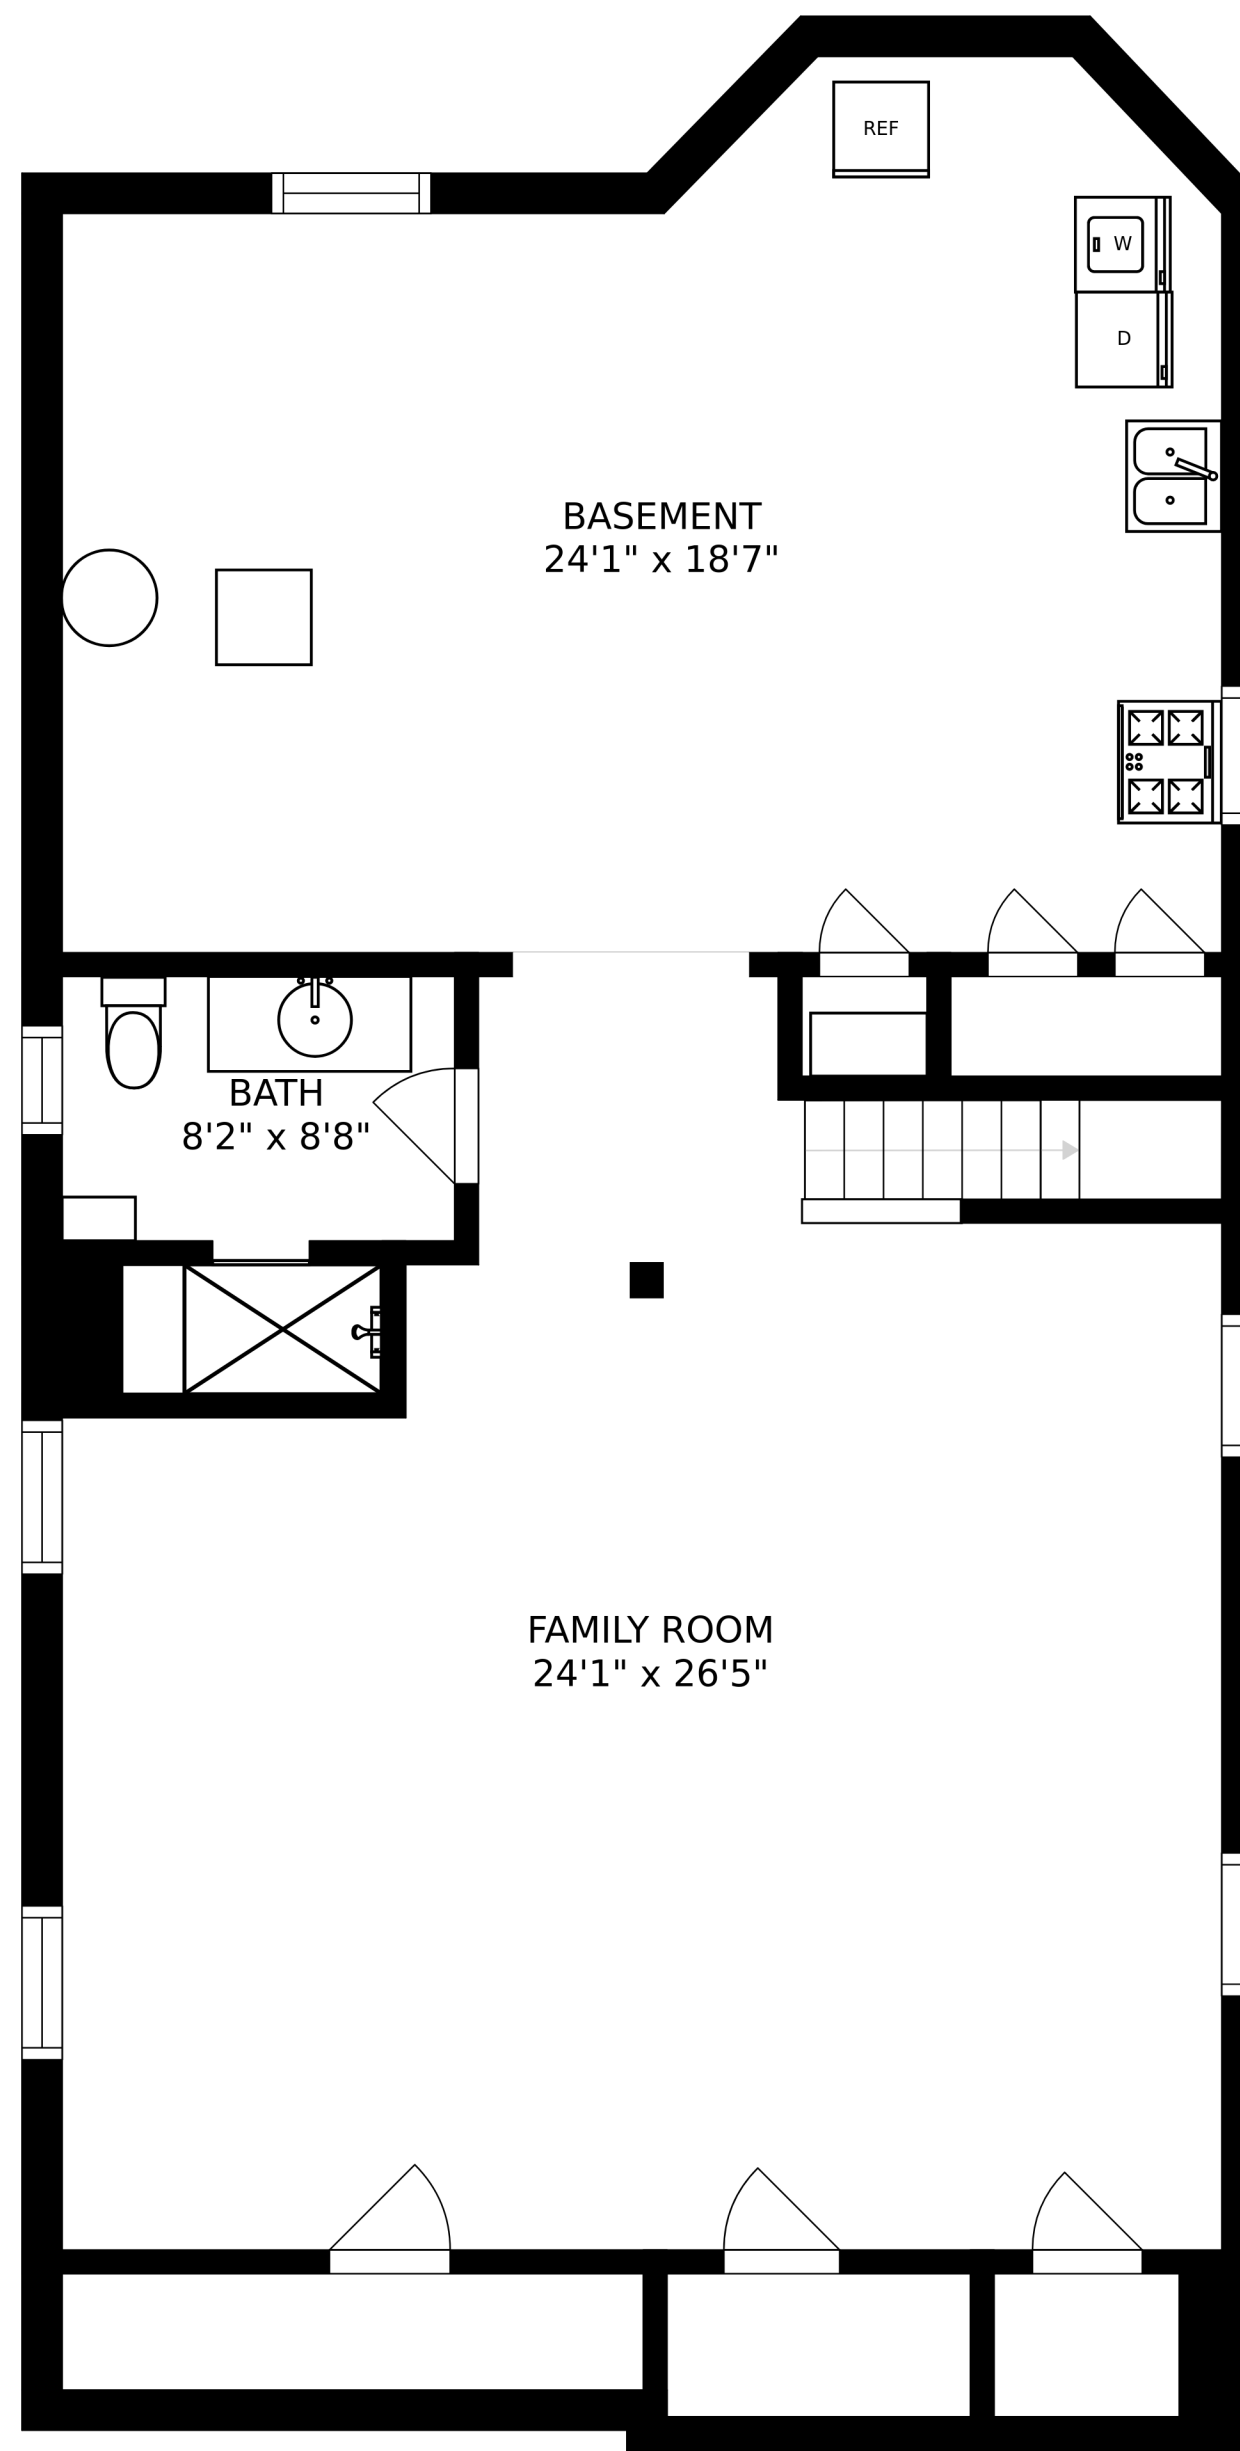 REF
W
D
BASEMENT
24'1" x 18'7"
BATH
8'2" x 8'8"
FAMILY ROOM
24'1" x 26'5"